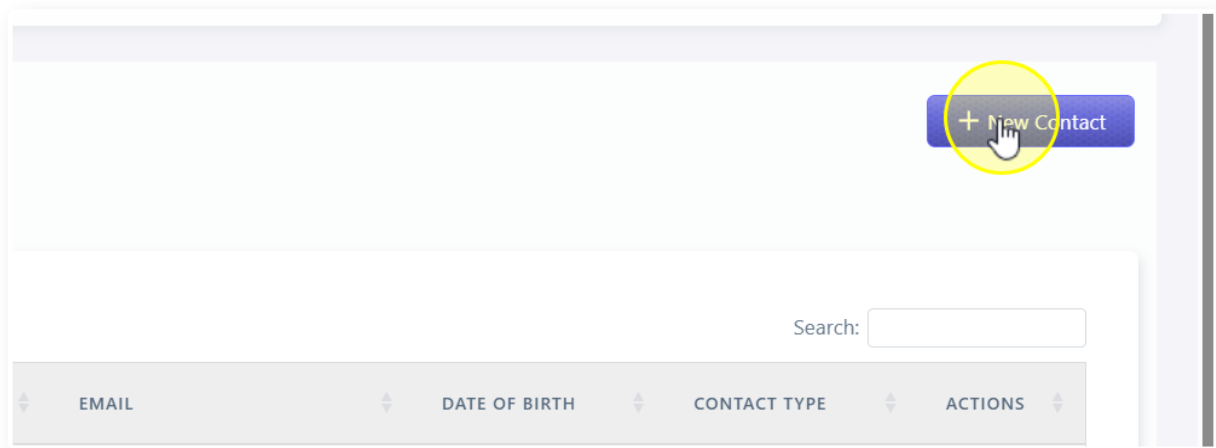 + New Contact
Search:
EMAIL DATE OF BIRTH CONTACT TYPE ACTIONS